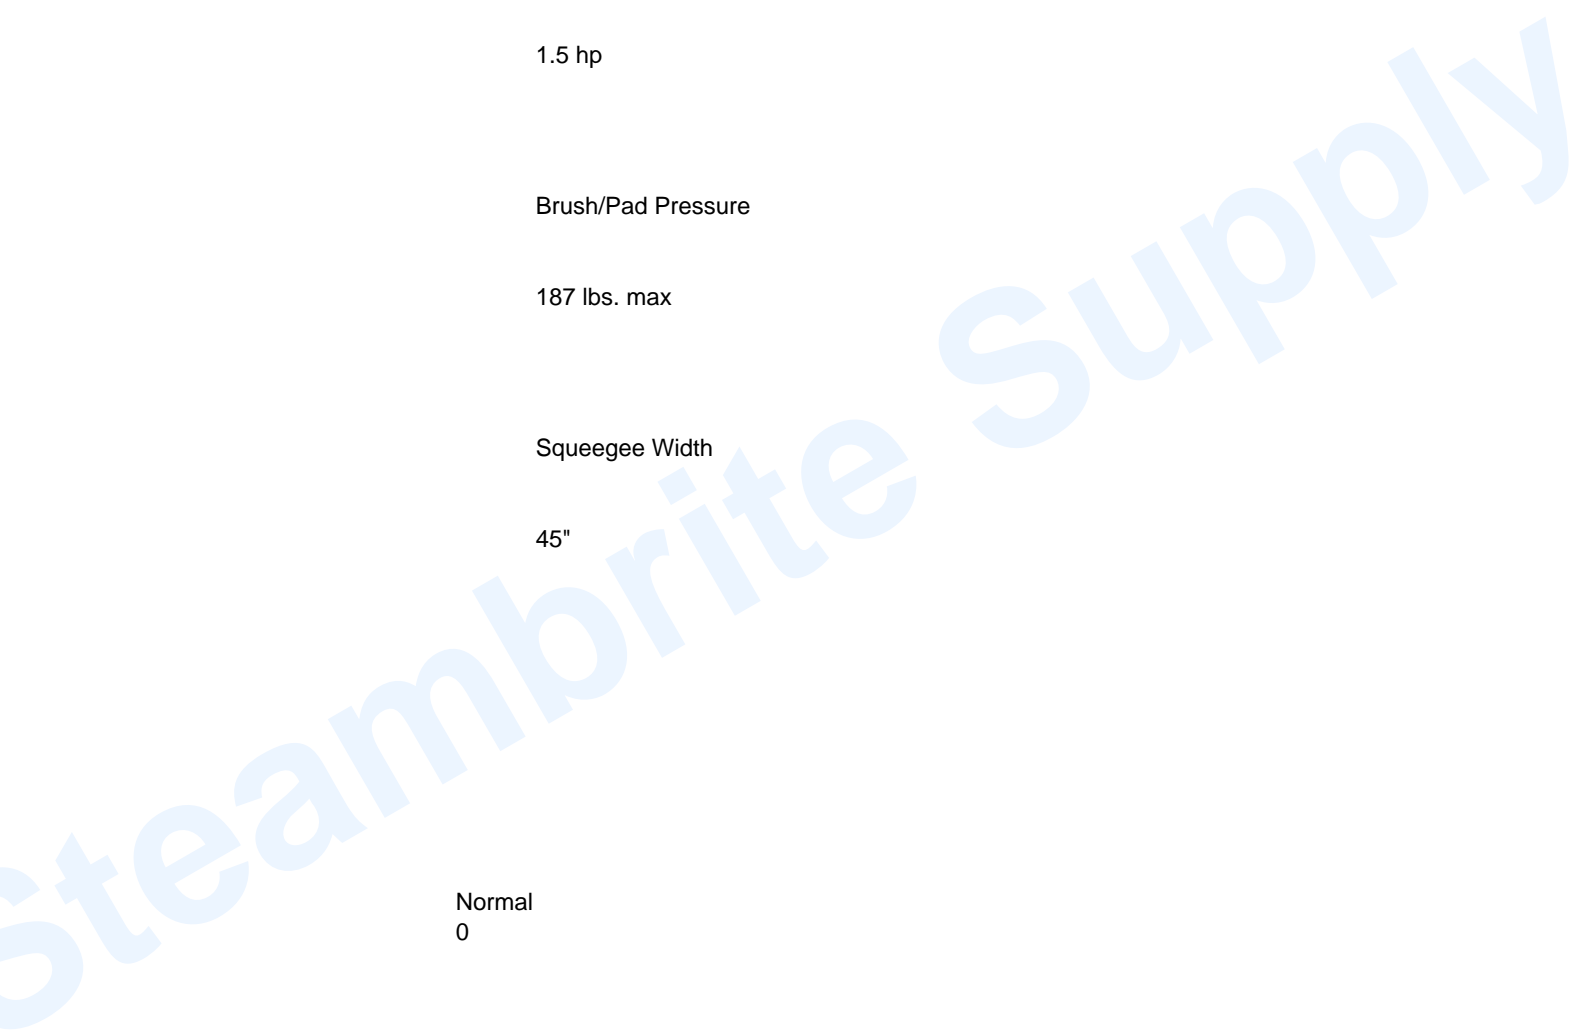 1.5 hp
Brush/Pad Pressure
187 lbs. max
Squeegee Width
45"
Steambrite Supply
Normal
0